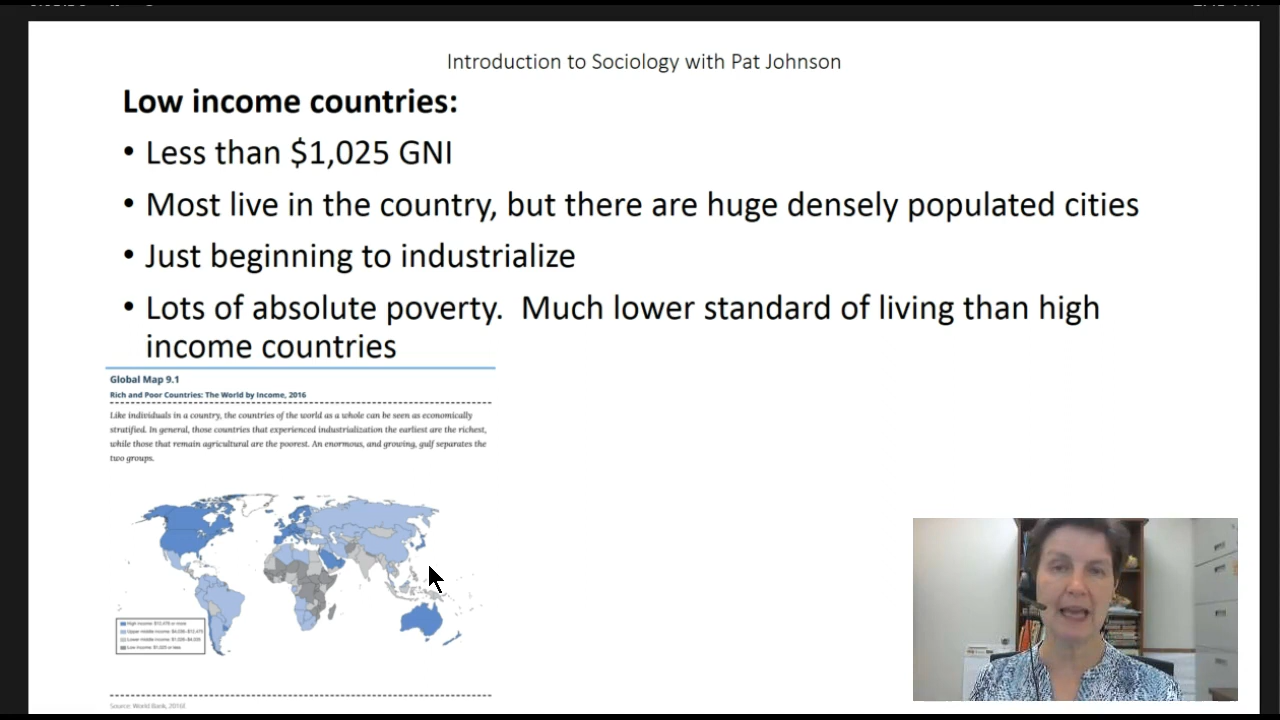 Introduction to Sociology with Pat Johnson
Low income countries:
• Less than $1,025 GNI
• Most live in the country, but there are huge densely populated cities
• Just beginning to industrialize
• Lots of absolute poverty. Much lower standard of living than high
income countries
Global Map 9.1
Rich and Poor Countries: The World by Income, 2016
Like individuals in a country, the countries of the world as a whole can be seen as economically
stratified. In general, those countries that experienced industrialization the earliest are the richest,
while those that remain agricultural are the poorest. An enormous, and growing, gulf separates the
two groups.
High income: $12,476 or more
Upper middle income: $4,036–$12,475
Lower middle income: $1,026–$4,035
Low income: $1,025 or less
Source: World Bank,